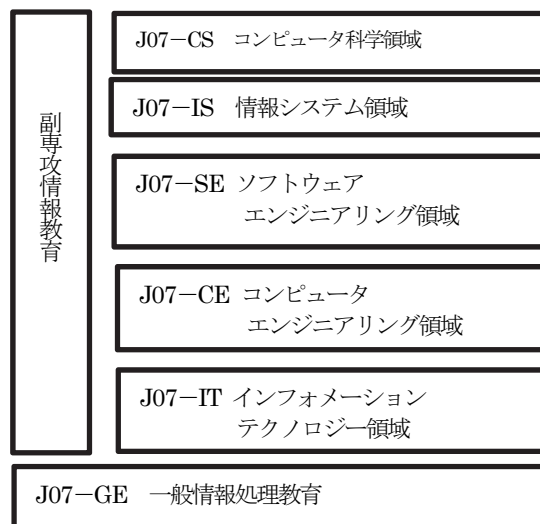 副専攻情報教育
J07－CS コンピュータ科学領域
J07－IS 情報システム領域
J07－SE ソフトウェア
エンジニアリング領域
J07－CE コンピュータ
エンジニアリング領域
J07－IT インフォメーション
テクノロジー領域
J07－GE 一般情報処理教育